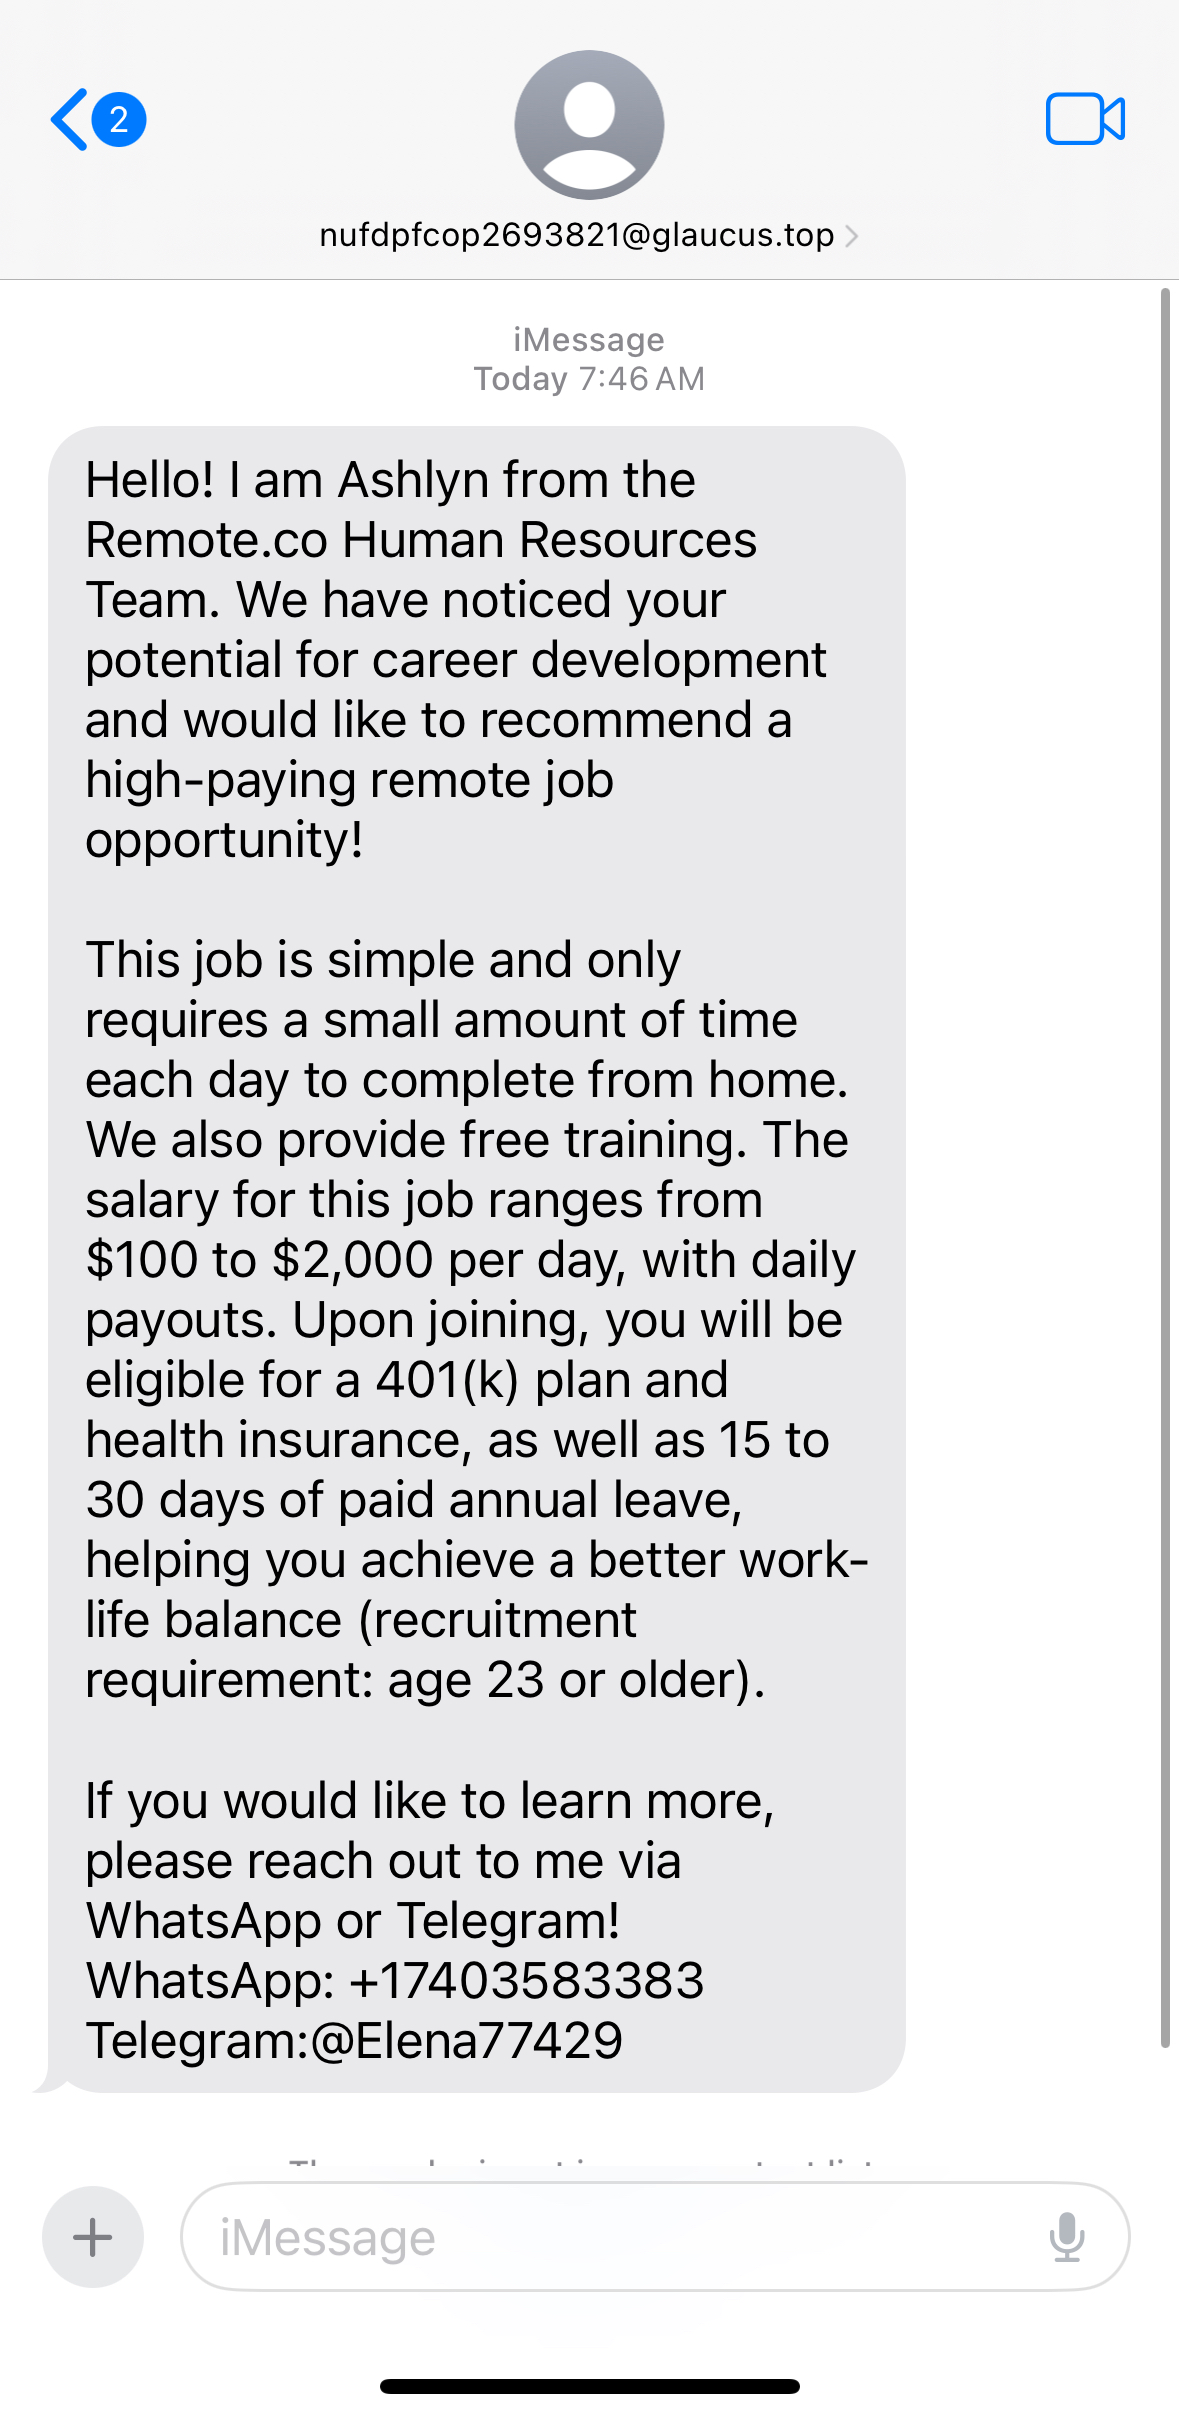 2
nufdpfcop2693821@glaucus.top
iMessage
Today 7:46 AM
Hello! I am Ashlyn from the
Remote.co Human Resources
Team. We have noticed your
potential for career development
and would like to recommend a
high-paying remote job
opportunity!
This job is simple and only
requires a small amount of time
each day to complete from home.
We also provide free training. The
salary for this job ranges from
$100 to $2,000 per day, with daily
payouts. Upon joining, you will be
eligible for a 401(k) plan and
health insurance, as well as 15 to
30 days of paid annual leave,
helping you achieve a better work-
life balance (recruitment
requirement: age 23 or older).
If you would like to learn more,
please reach out to me via
WhatsApp or Telegram!
WhatsApp: +17403583383
Telegram:@Elena77429
iMessage